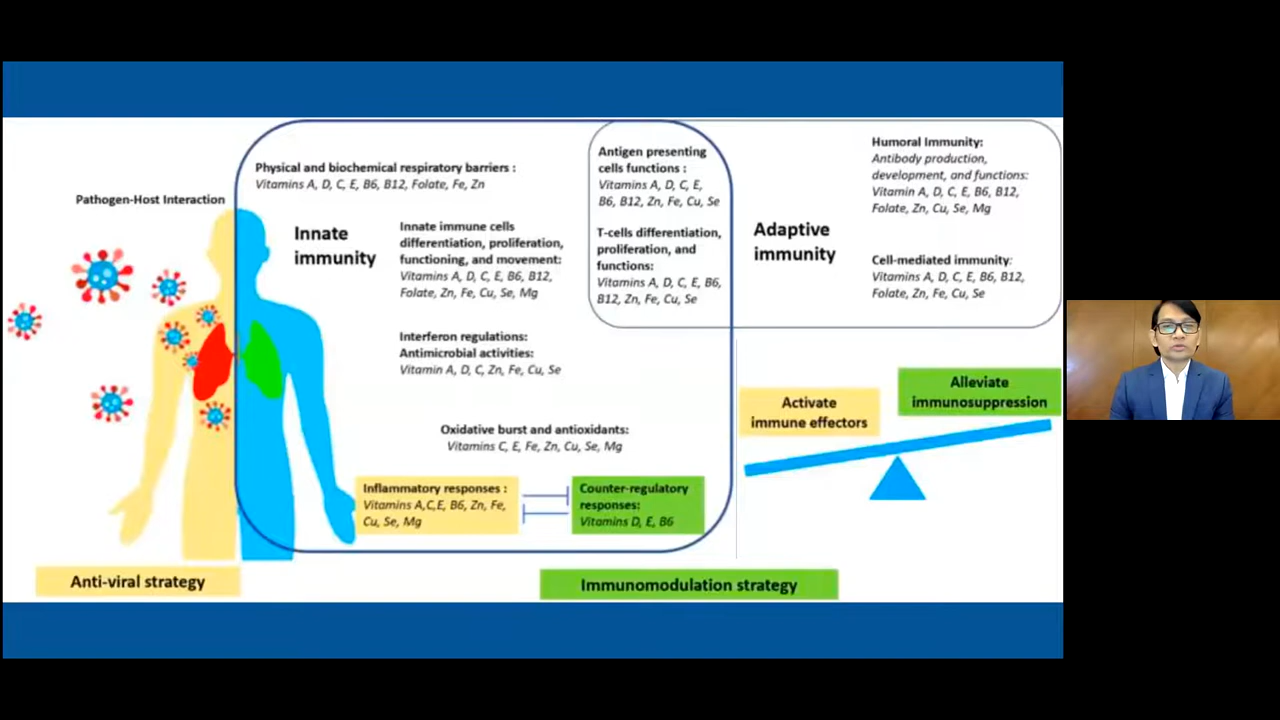 Pathogen-Host Interaction
Physical and biochemical respiratory barriers :
Vitamins A, D, C, E, B6, B12, Folate, Fe, Zn
Innate
immunity
Innate immune cells
differentiation, proliferation,
functioning, and movement:
Vitamins A, D, C, E, B6, B12,
Folate, Zn, Fe, Cu, Se, Mg
Interferon regulations:
Antimicrobial activities:
Vitamin A, D, C, Zn, Fe, Cu, Se
Oxidative burst and antioxidants:
Vitamins C, E, Fe, Zn, Cu, Se, Mg
Inflammatory responses :
Vitamins A,C,E, B6, Zn, Fe,
Cu, Se, Mg
Counter-regulatory
responses:
Vitamins D, E, B6
Antigen presenting
cells functions :
Vitamins A, D, C, E,
B6, B12, Zn, Fe, Cu, Se
T-cells differentiation,
proliferation, and
functions:
Vitamins A, D, C, E, B6,
B12, Zn, Fe, Cu, Se
Adaptive
immunity
Humoral Immunity:
Antibody production,
development, and functions:
Vitamin A, D, C, E, B6, B12,
Folate, Zn, Cu, Se, Mg
Cell-mediated immunity:
Vitamins A, D, C, E, B6, B12,
Folate, Zn, Fe, Cu, Se
Activate
immune effectors
Alleviate
immunosuppression
Anti-viral strategy
Immunomodulation strategy